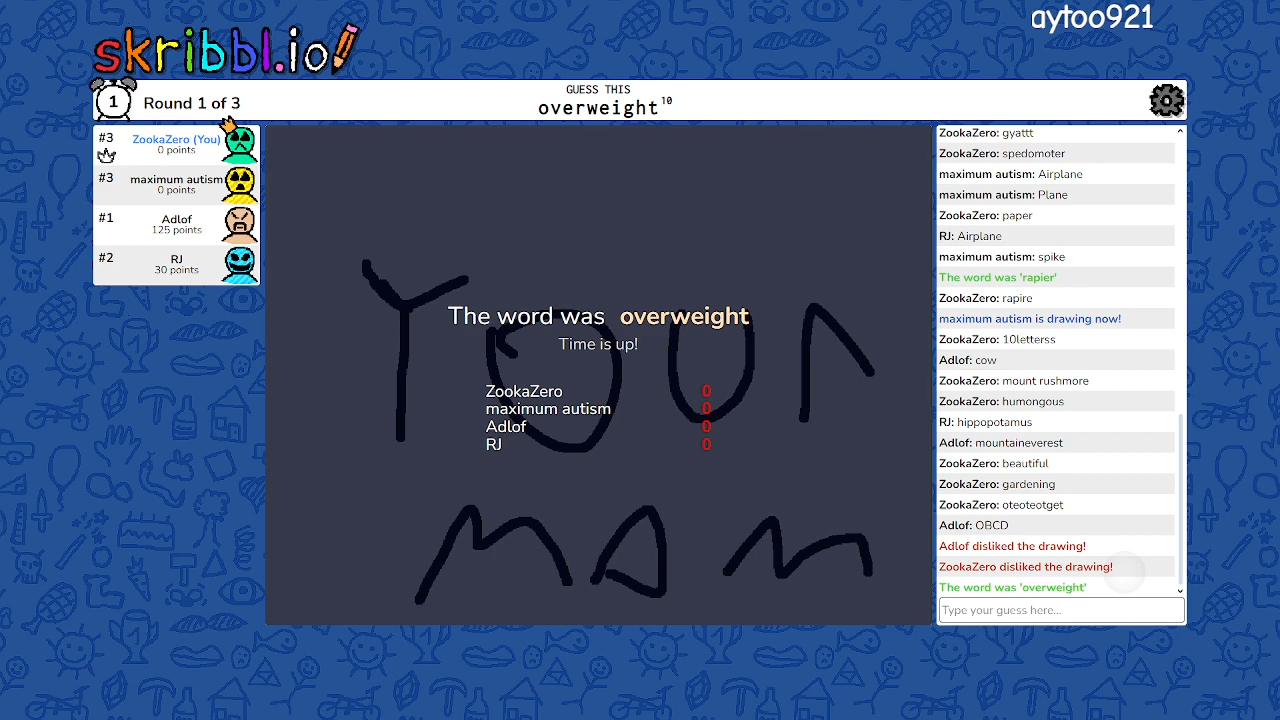 aytoo921
skribbl.io
1
Round 1 of 3
GUESS THIS
overweight10
#3 ZookaZero (You)
0 points
#3 maximum autism
0 points
#1 Adlof
125 points
#2 RJ
30 points
YOUR
MOM
The word was overweight
Time is up!
ZookaZero 0
maximum autism 0
Adlof 0
RJ 0
ZookaZero: gyattt
ZookaZero: spedomoter
maximum autism: Airplane
maximum autism: Plane
ZookaZero: paper
RJ: Airplane
maximum autism: spike
The word was 'rapier'
ZookaZero: rapire
maximum autism is drawing now!
ZookaZero: 10letterss
Adlof: cow
ZookaZero: mount rushmore
ZookaZero: humongous
RJ: hippopotamus
Adlof: mountaineverest
ZookaZero: beautiful
ZookaZero: gardening
ZookaZero: oteoteotget
Adlof: OBCD
Adlof disliked the drawing!
ZookaZero disliked the drawing!
The word was 'overweight'
Type your guess here...